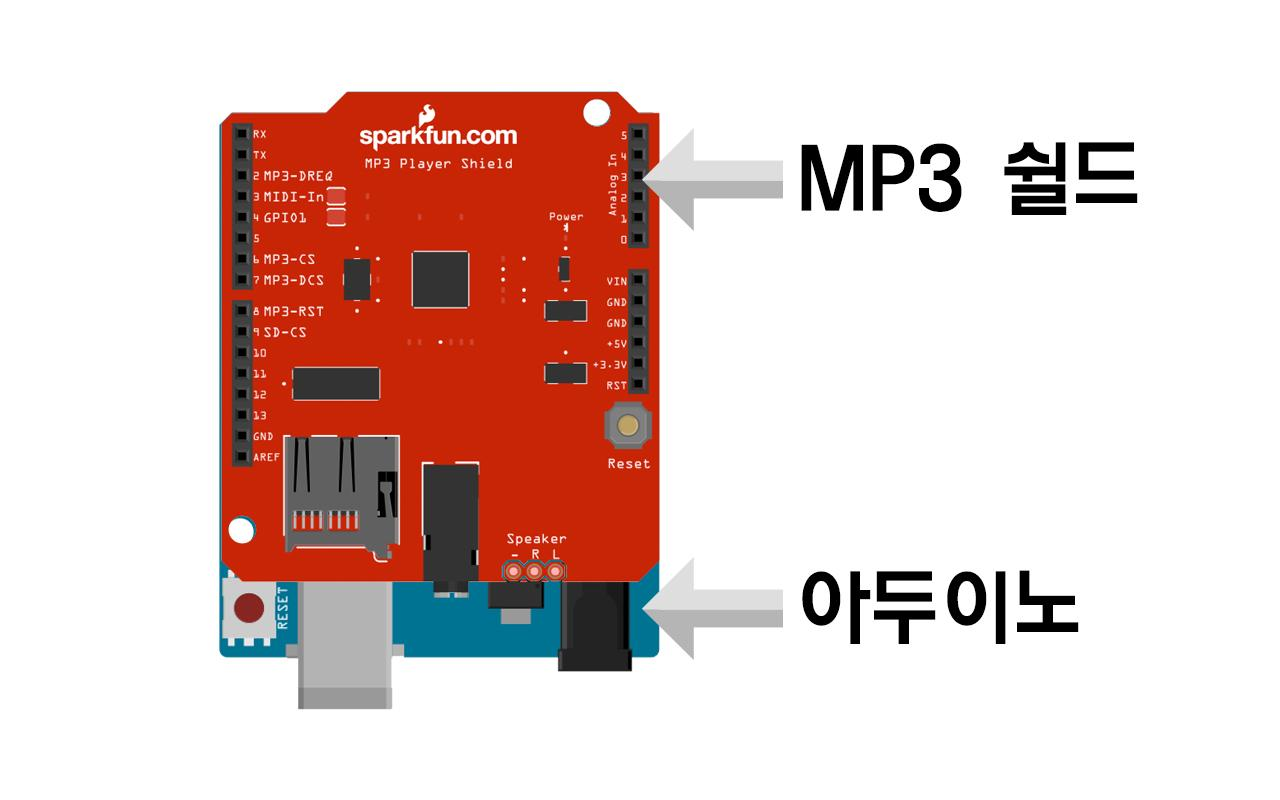 sparkfun.com
MP3 Player Shield
RX
TX
2 MP3-DREQ
3 MIDI-In
4 GPIO1
5
6 MP3-CS
7 MP3-DCS
8 MP3-RST
9 SD-CS
10
11
12
13
GND
AREF
Power
Analog In
5
4
3
2
1
0
VIN
GND
GND
+5V
+3.3V
RST
Reset
Speaker
- R L
RESET
MP3 쉴드
아두이노